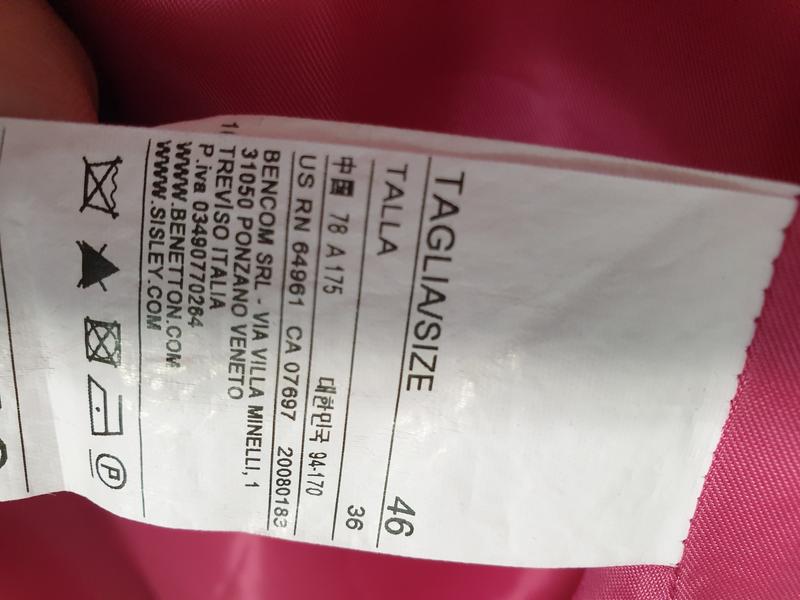 TAGLIA/SIZE 46
TALLA 36
中国 78 A 175 대한민국 94-170
US RN 64961 CA 07697 20080183
BENCOM SRL - VIA VILLA MINELLI, 1
31050 PONZANO VENETO
TREVISO ITALIA
P.iva 03490770264
WWW.BENETTON.COM
WWW.SISLEY.COM
P